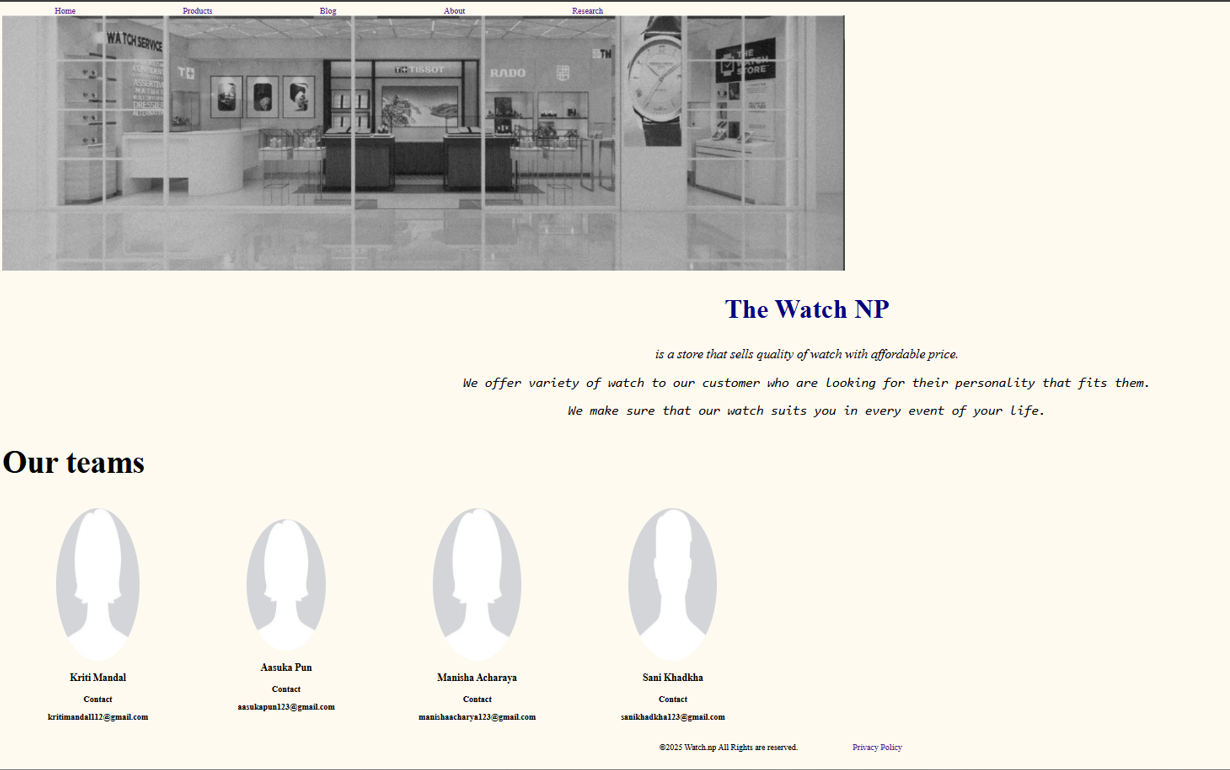 Home Products Blog About Research
WATCH SERVICE
T+ TISSOT
RADO
THE
WATCH
STORE
The Watch NP
is a store that sells quality of watch with affordable price.
We offer variety of watch to our customer who are looking for their personality that fits them.
We make sure that our watch suits you in every event of your life.
Our teams
Kriti Mandal
Contact
kritimandal112@gmail.com
Aasuka Pun
Contact
aasukapun123@gmail.com
Manisha Acharaya
Contact
manishaacharya123@gmail.com
Sani Khadkha
Contact
sanikhadkha123@gmail.com
©2025 Watch.np All Rights are reserved. Privacy Policy